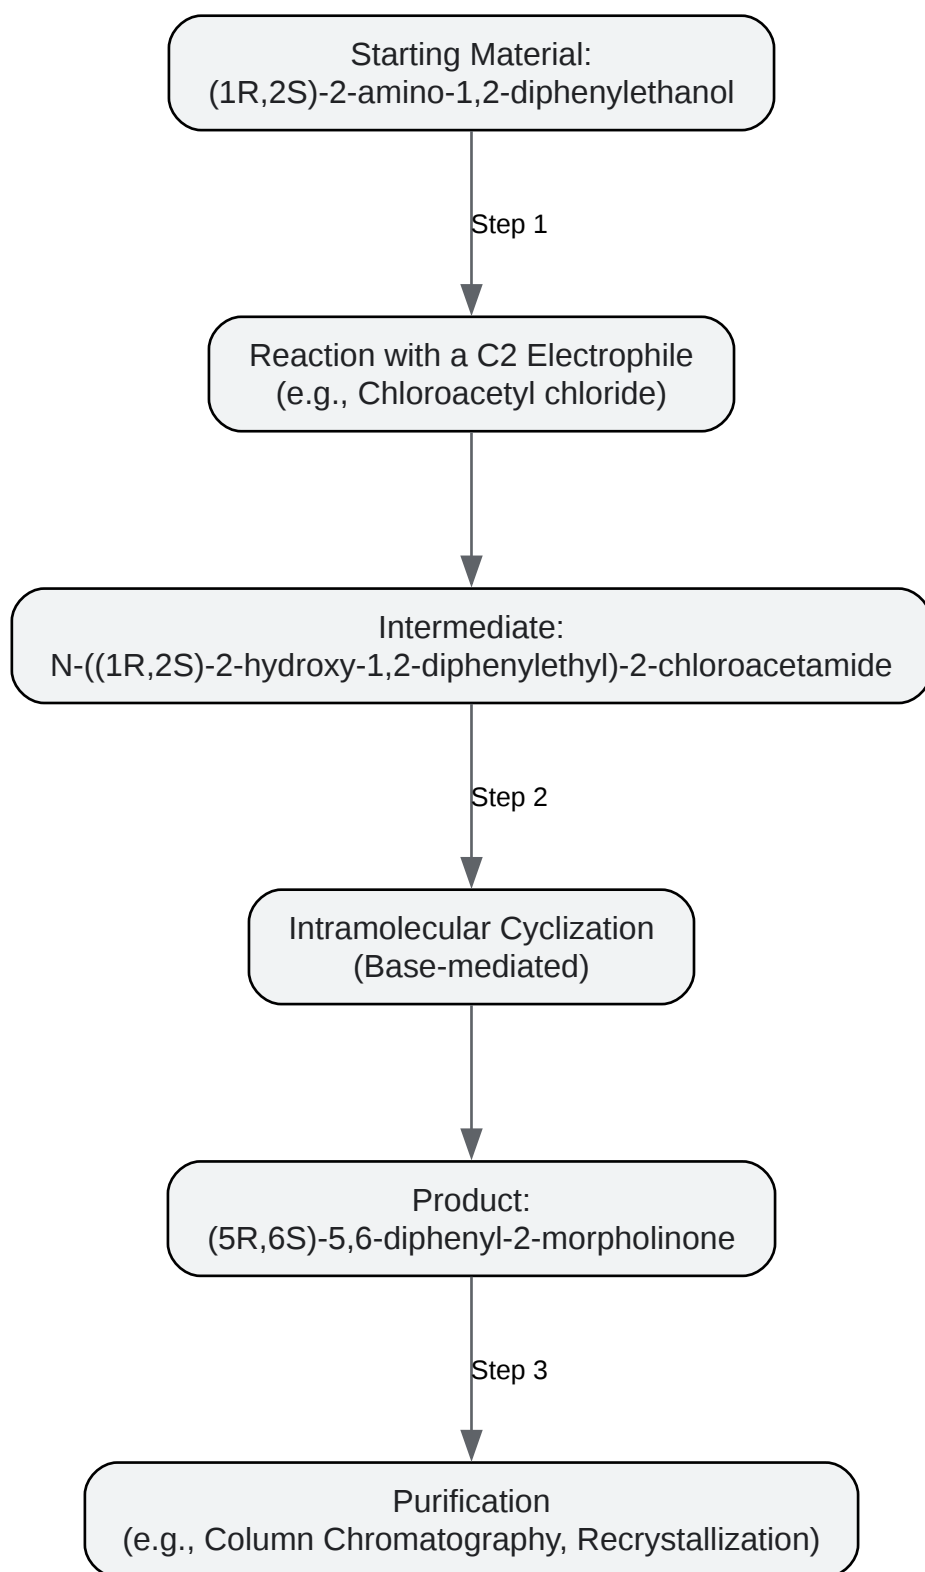 Starting Material:
(1R,2S)-2-amino-1,2-diphenylethanol
Step 1
Reaction with a C2 Electrophile
(e.g., Chloroacetyl chloride)
Intermediate:
N-((1R,2S)-2-hydroxy-1,2-diphenylethyl)-2-chloroacetamide
Step 2
Intramolecular Cyclization
(Base-mediated)
Product:
(5R,6S)-5,6-diphenyl-2-morpholinone
Step 3
Purification
(e.g., Column Chromatography, Recrystallization)